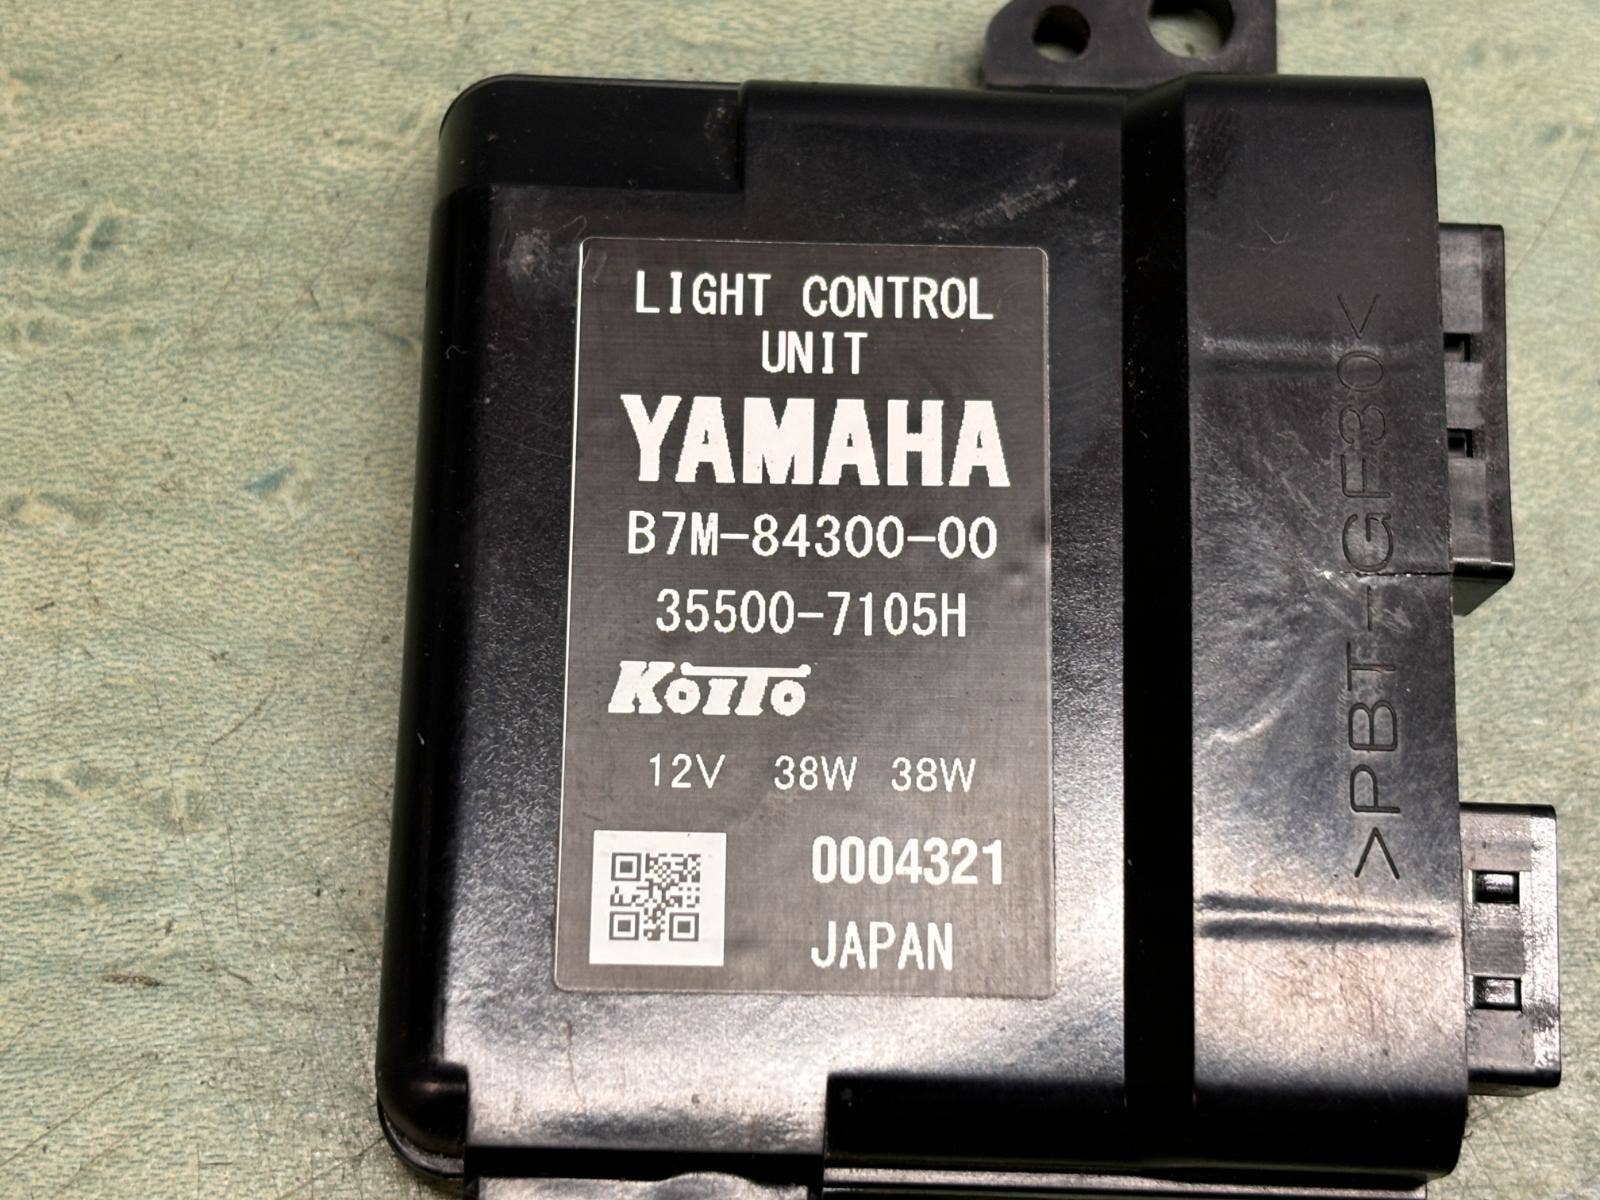 LIGHT CONTROL
UNIT
YAMAHA
B7M-84300-00
35500-7105H
KoITo
12V 38W 38W
0004321
JAPAN
>PBT-GF30<